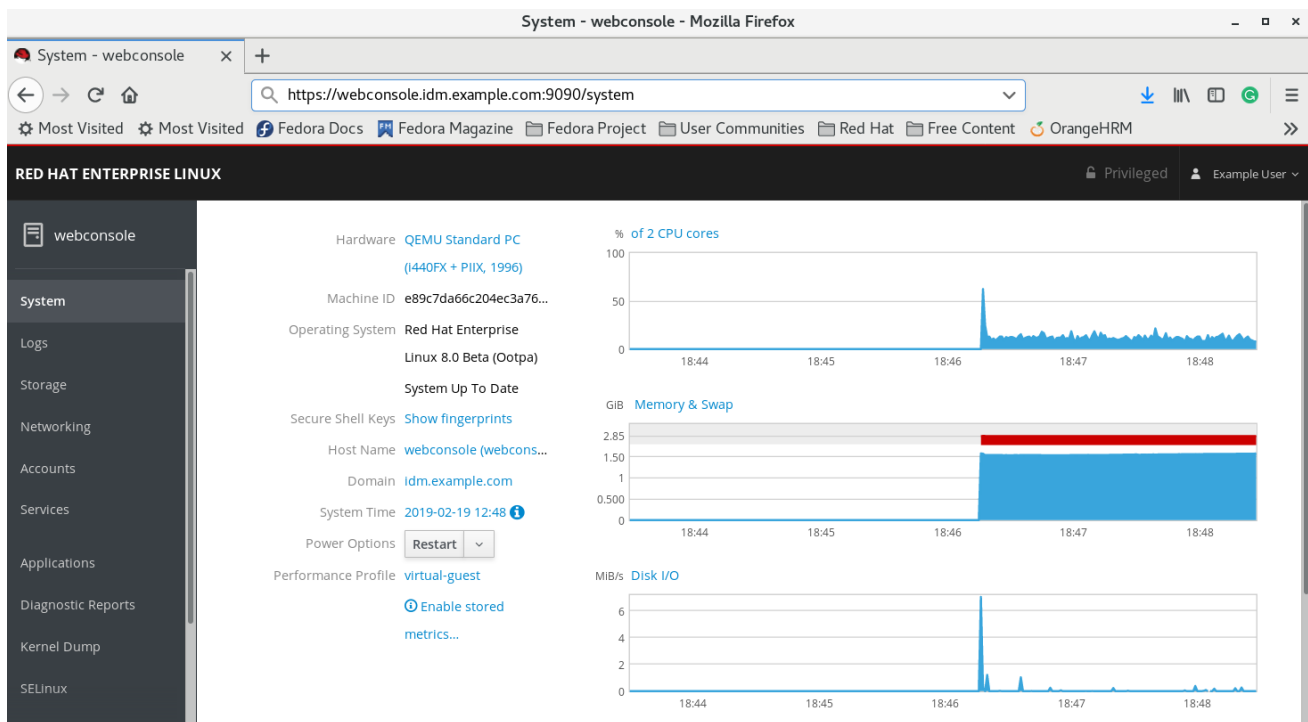 System - webconsole - Mozilla Firefox
System - webconsole
https://webconsole.idm.example.com:9090/system
Most Visited Most Visited Fedora Docs Fedora Magazine Fedora Project User Communities Red Hat Free Content OrangeHRM
RED HAT ENTERPRISE LINUX
Privileged
Example User
webconsole
System
Logs
Storage
Networking
Accounts
Services
Applications
Diagnostic Reports
Kernel Dump
SELinux
Hardware QEMU Standard PC
(i440FX + PIIX, 1996)
Machine ID e89c7da66c204ec3a76...
Operating System Red Hat Enterprise
Linux 8.0 Beta (Ootpa)
System Up To Date
Secure Shell Keys Show fingerprints
Host Name webconsole (webcons...
Domain idm.example.com
System Time 2019-02-19 12:48
Power Options Restart
Performance Profile virtual-guest
Enable stored
metrics...
% of 2 CPU cores
100
50
0
18:44 18:45 18:46 18:47 18:48
GiB Memory & Swap
2.85
1.50
1
0.500
0
18:44 18:45 18:46 18:47 18:48
MiB/s Disk I/O
6
4
2
0
18:44 18:45 18:46 18:47 18:48